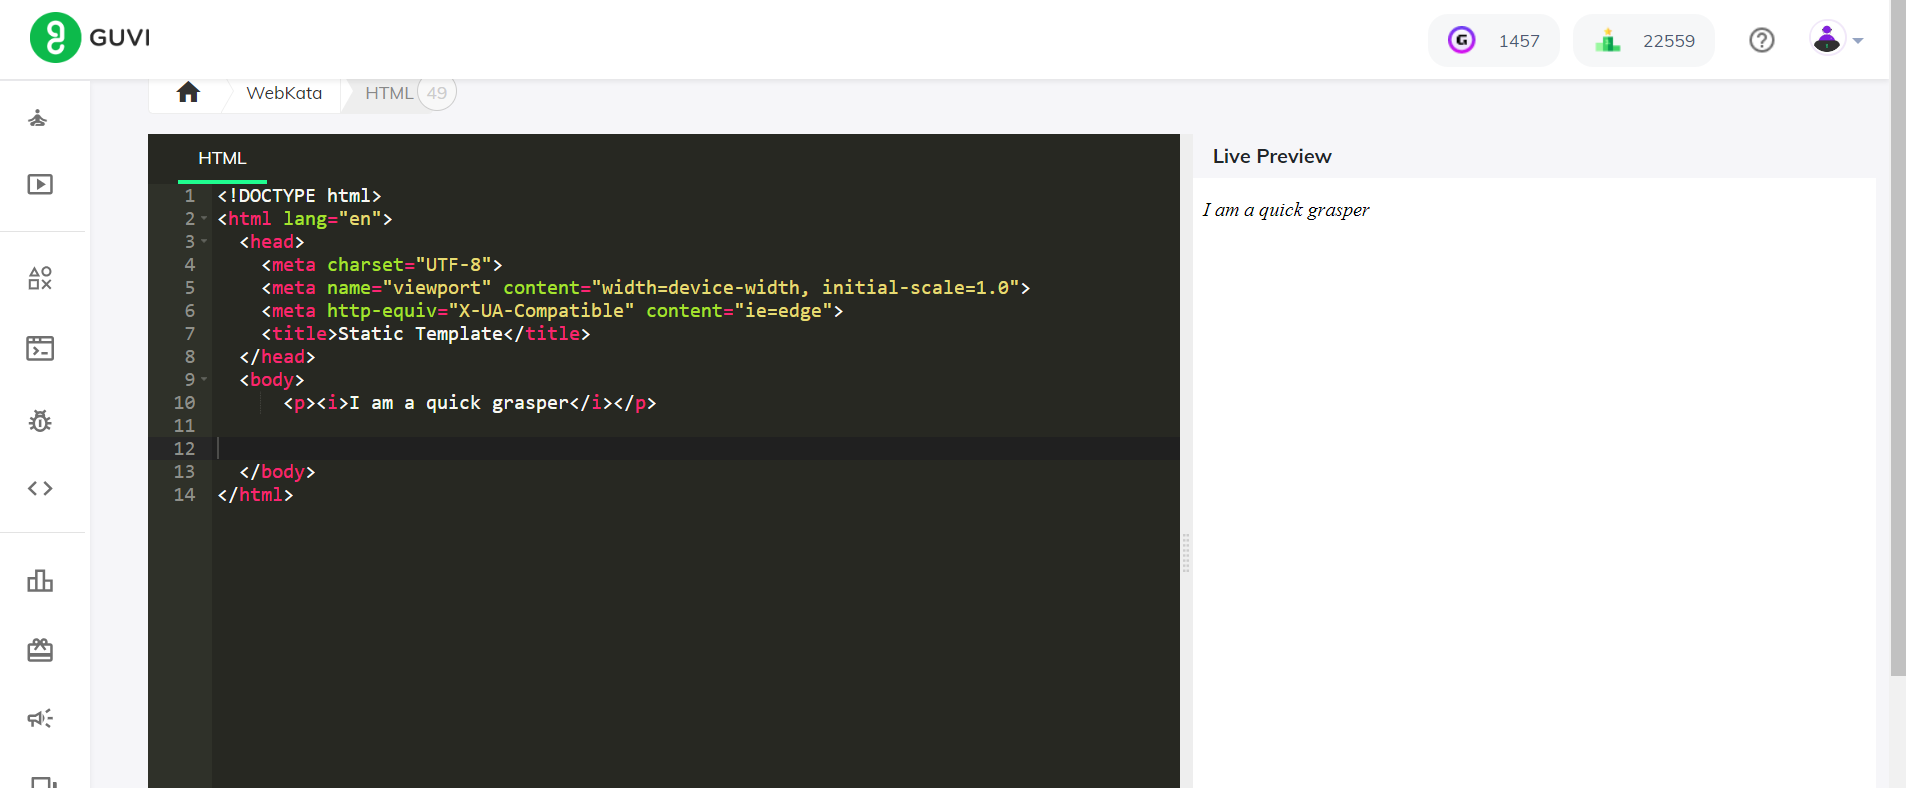 GUVI
1457
22559
WebKata
HTML
49
HTML
Live Preview
1 <!DOCTYPE html>
2 <html lang="en">
3 <head>
4 <meta charset="UTF-8">
5 <meta name="viewport" content="width=device-width, initial-scale=1.0">
6 <meta http-equiv="X-UA-Compatible" content="ie=edge">
7 <title>Static Template</title>
8 </head>
9 <body>
10 <p><i>I am a quick grasper</i></p>
11
12
13 </body>
14 </html>
I am a quick grasper